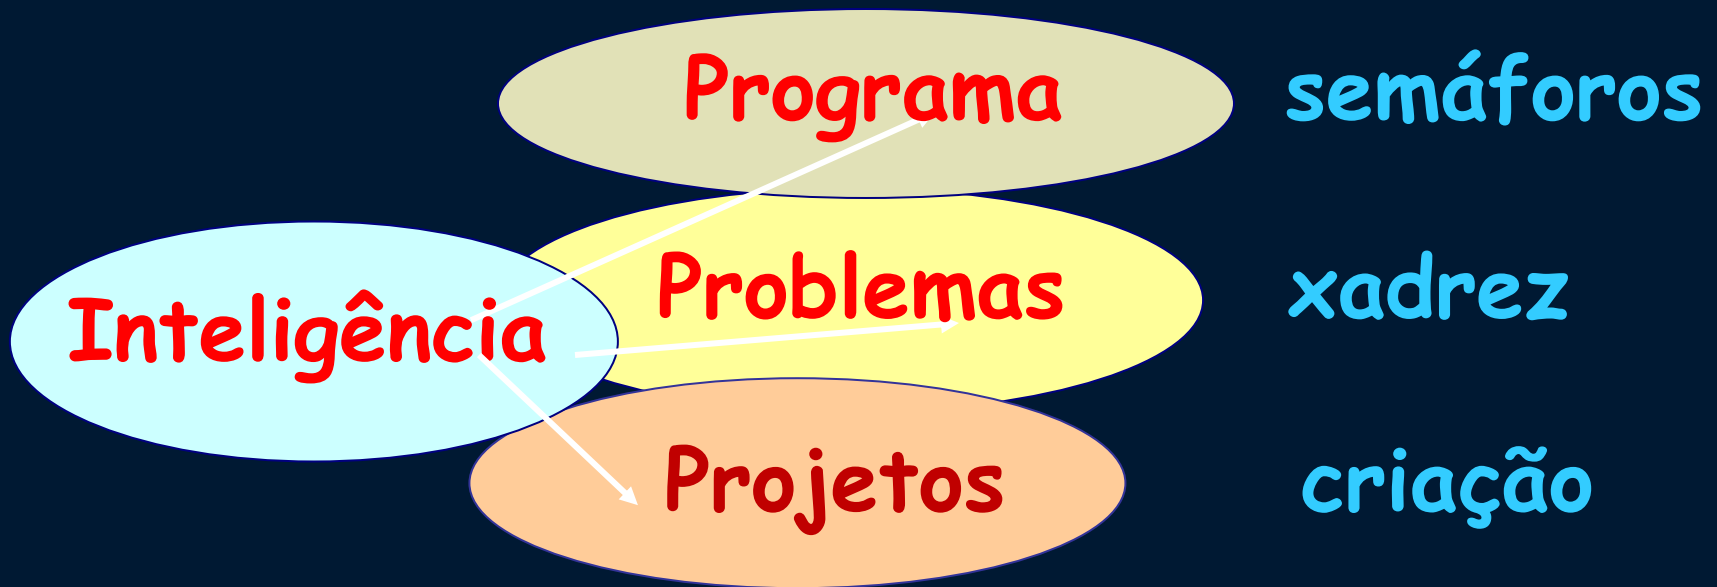 Programa semáforos
Problemas xadrez
Inteligência
Projetos criação